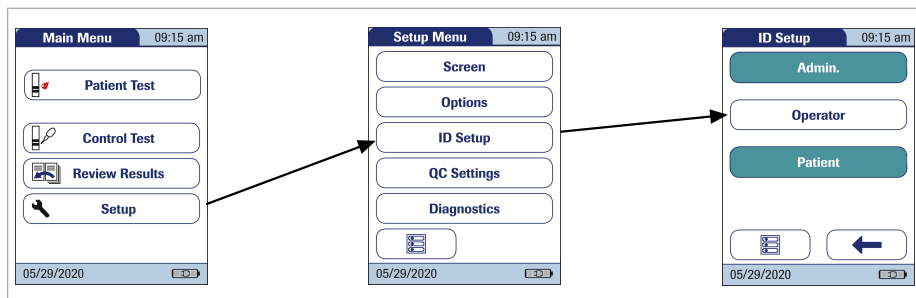 Main Menu 09:15 am
Patient Test
Control Test
Review Results
Setup
05/29/2020
Setup Menu 09:15 am
Screen
Options
ID Setup
QC Settings
Diagnostics
05/29/2020
ID Setup 09:15 am
Admin.
Operator
Patient
05/29/2020